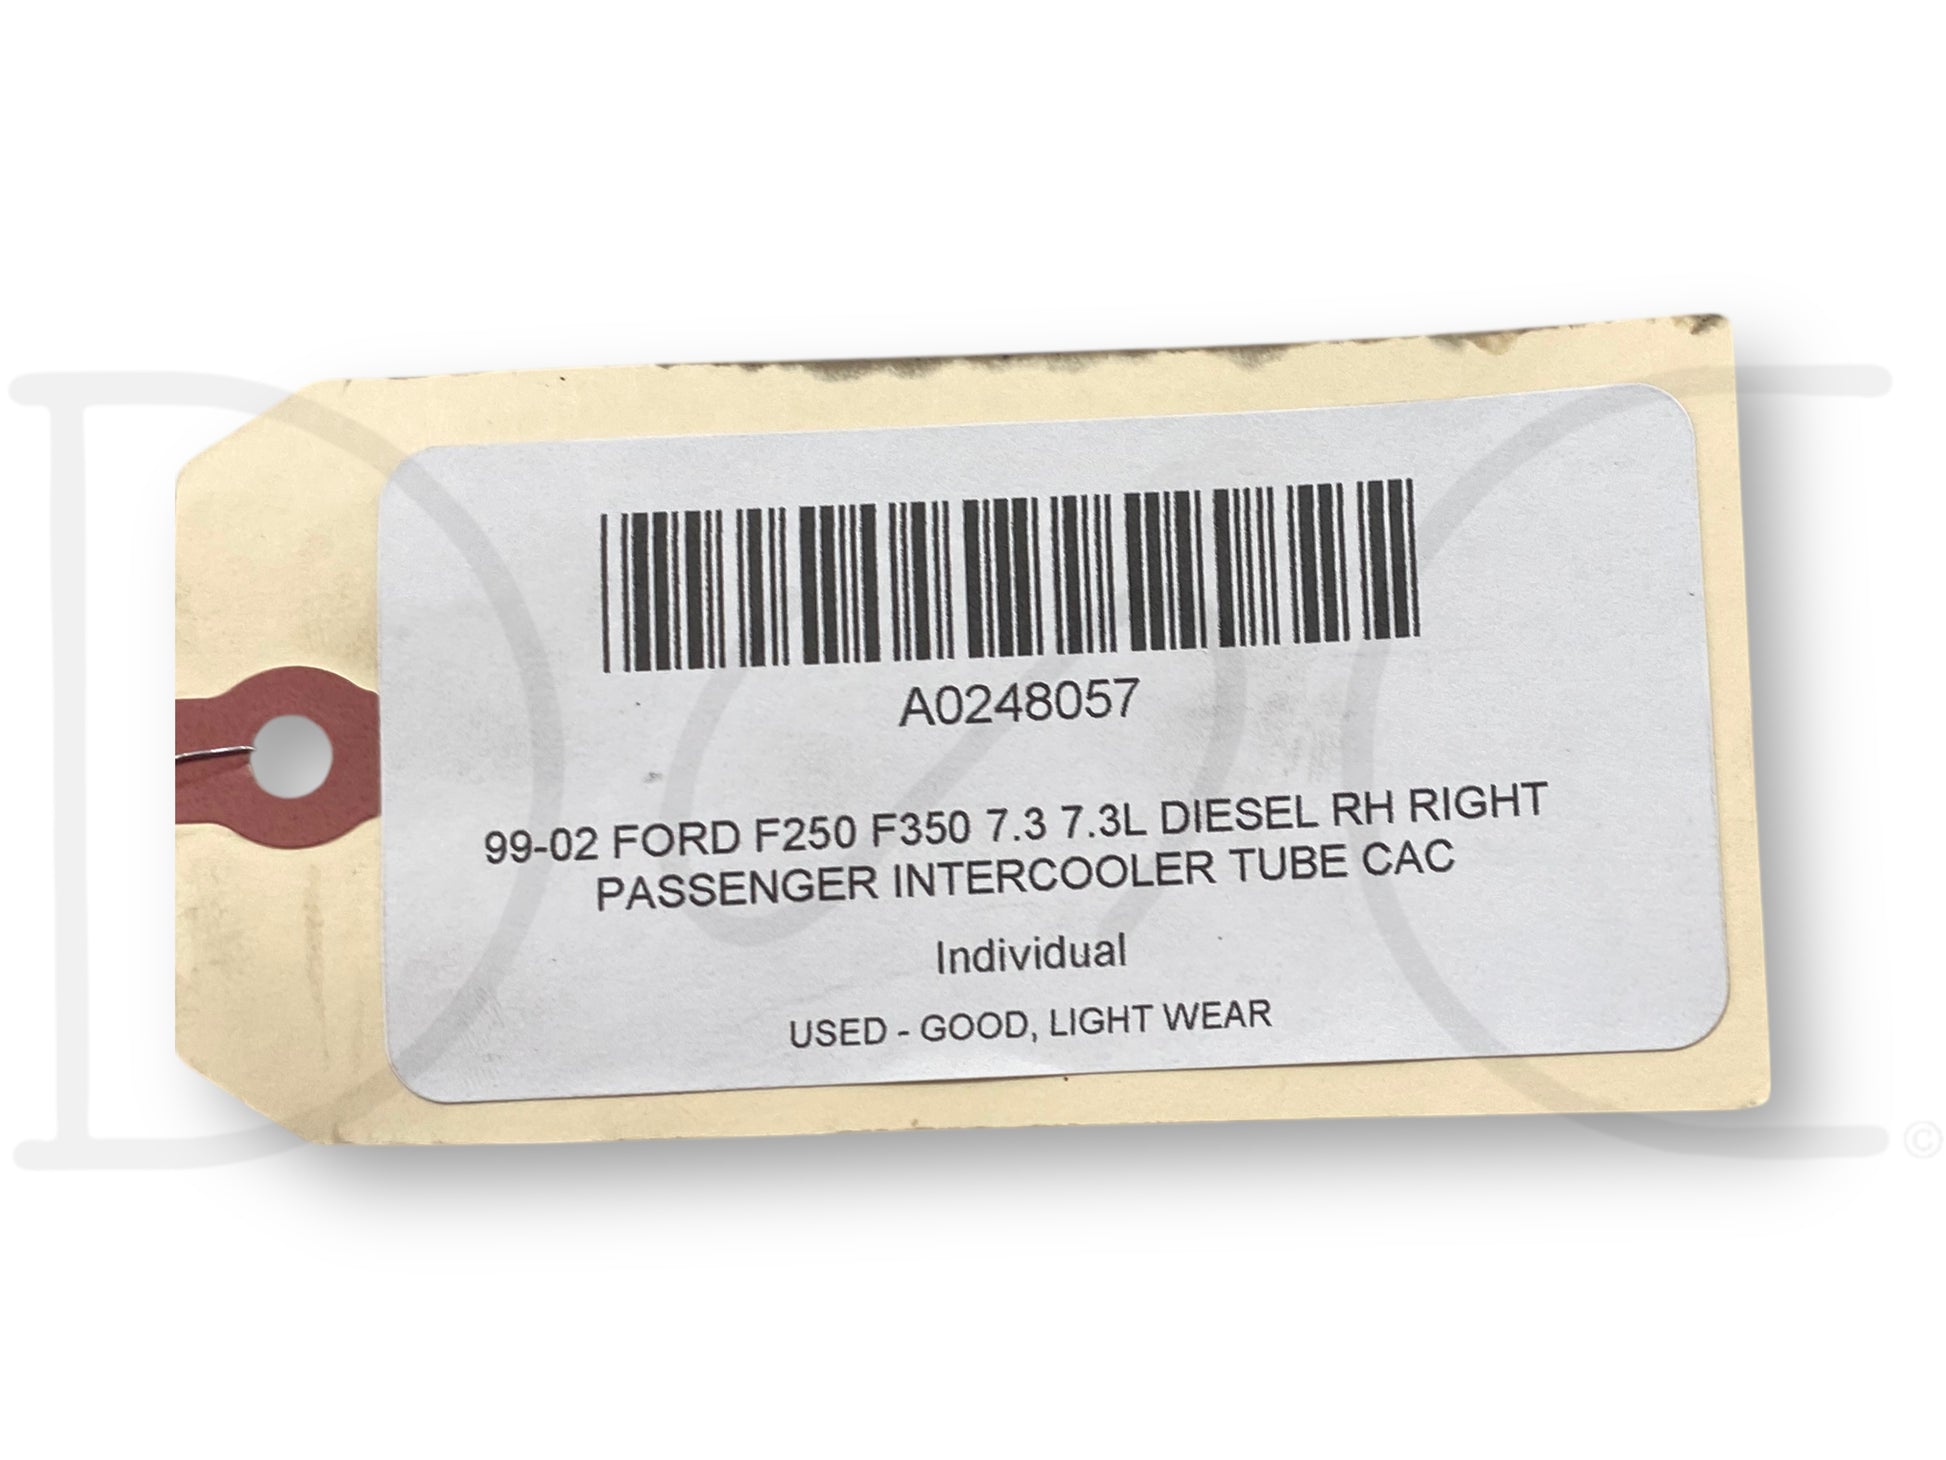 A0248057
99-02 FORD F250 F350 7.3 7.3L DIESEL RH RIGHT
PASSENGER INTERCOOLER TUBE CAC
Individual
USED - GOOD, LIGHT WEAR
©